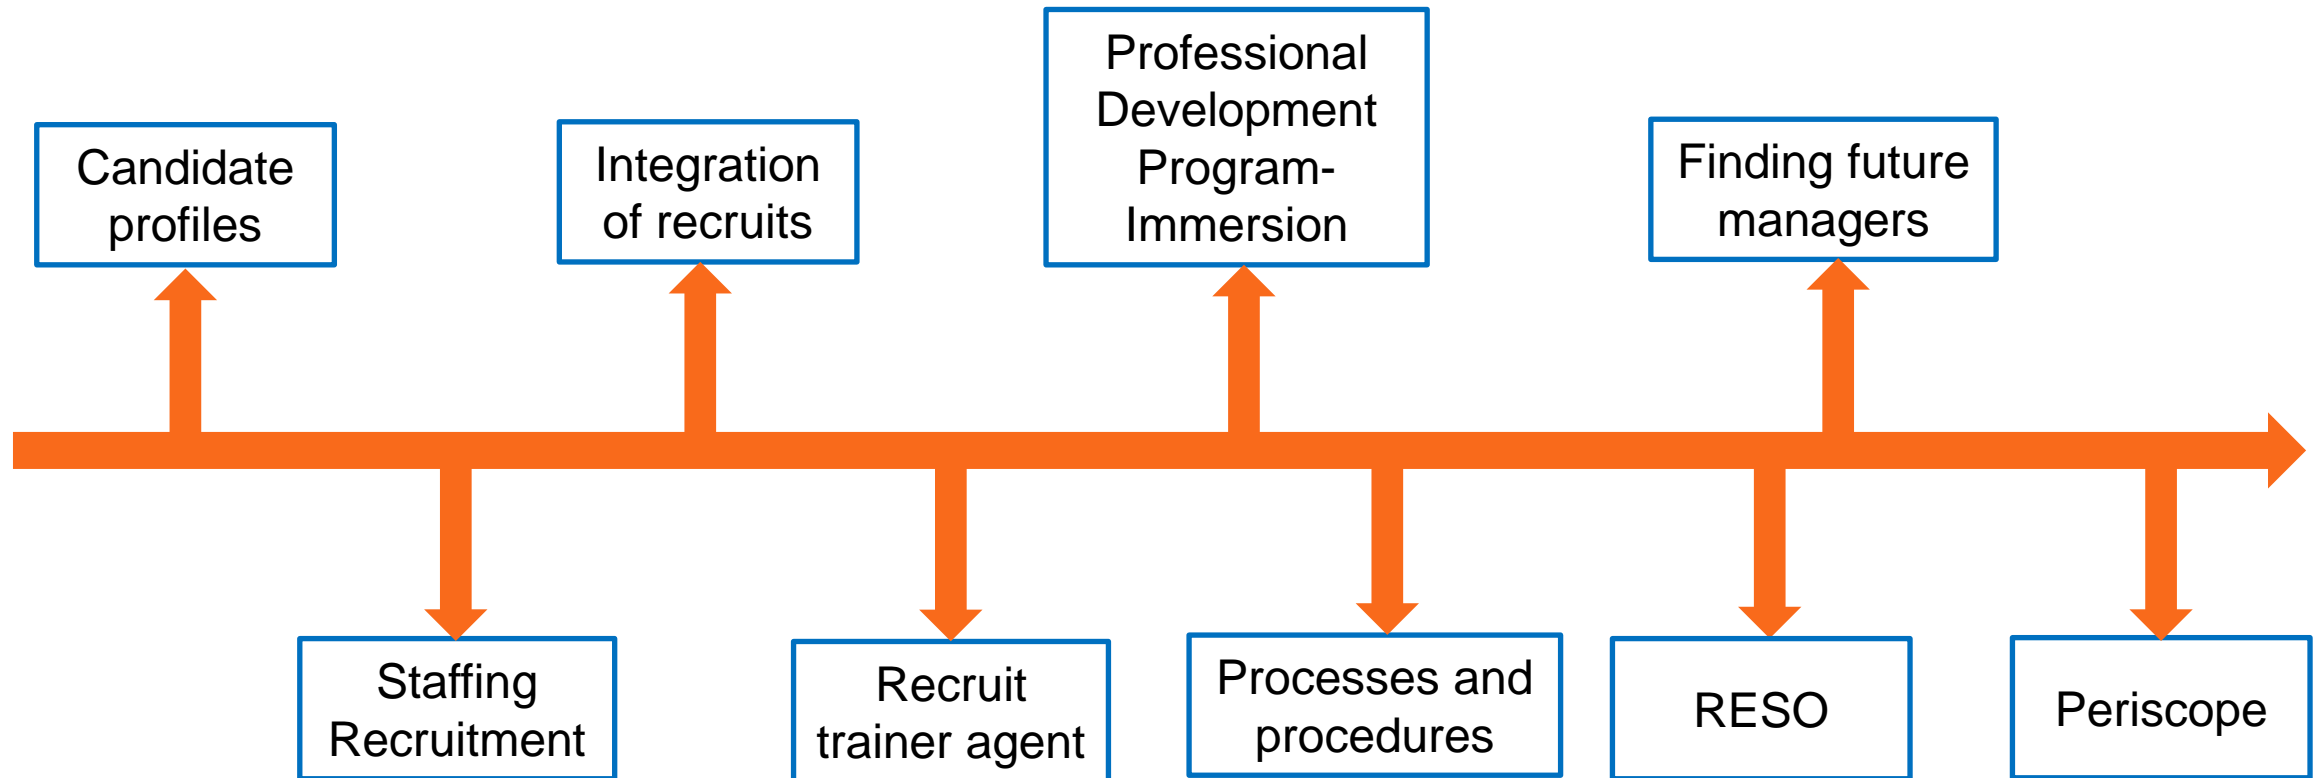 Candidate
profiles
Integration
of recruits
Professional
Development
Program-
Immersion
Finding future
managers
Staffing
Recruitment
Recruit
trainer agent
Processes and
procedures
RESO
Periscope